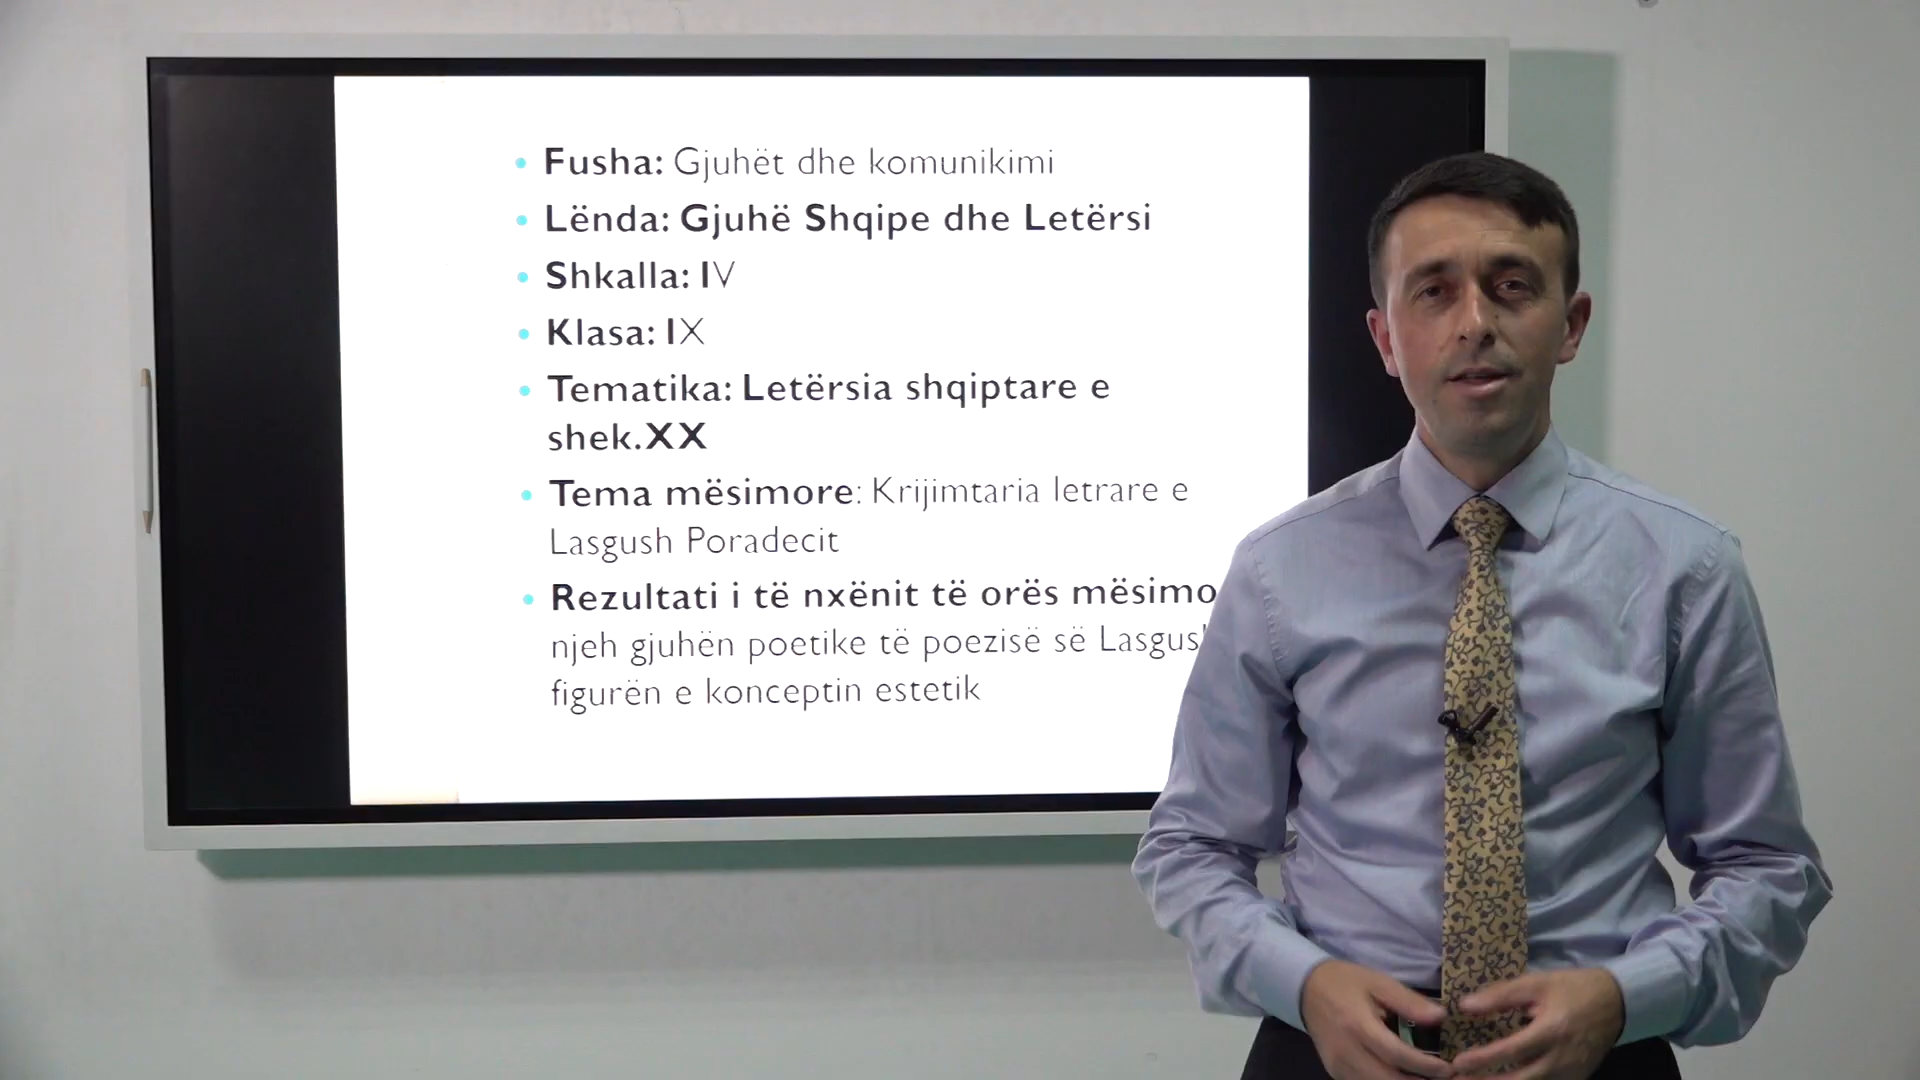 Fusha: Gjuhët dhe komunikimi
Lënda: Gjuhë Shqipe dhe Letërsi
Shkalla: IV
Klasa: IX
Tematika: Letërsia shqiptare e
shek.XX
Tema mësimore: Krijimtaria letrare e
Lasgush Poradecit
Rezultati i të nxënit të orës
njeh gjuhën poetike të poezisë së
figurën e konceptin estetik